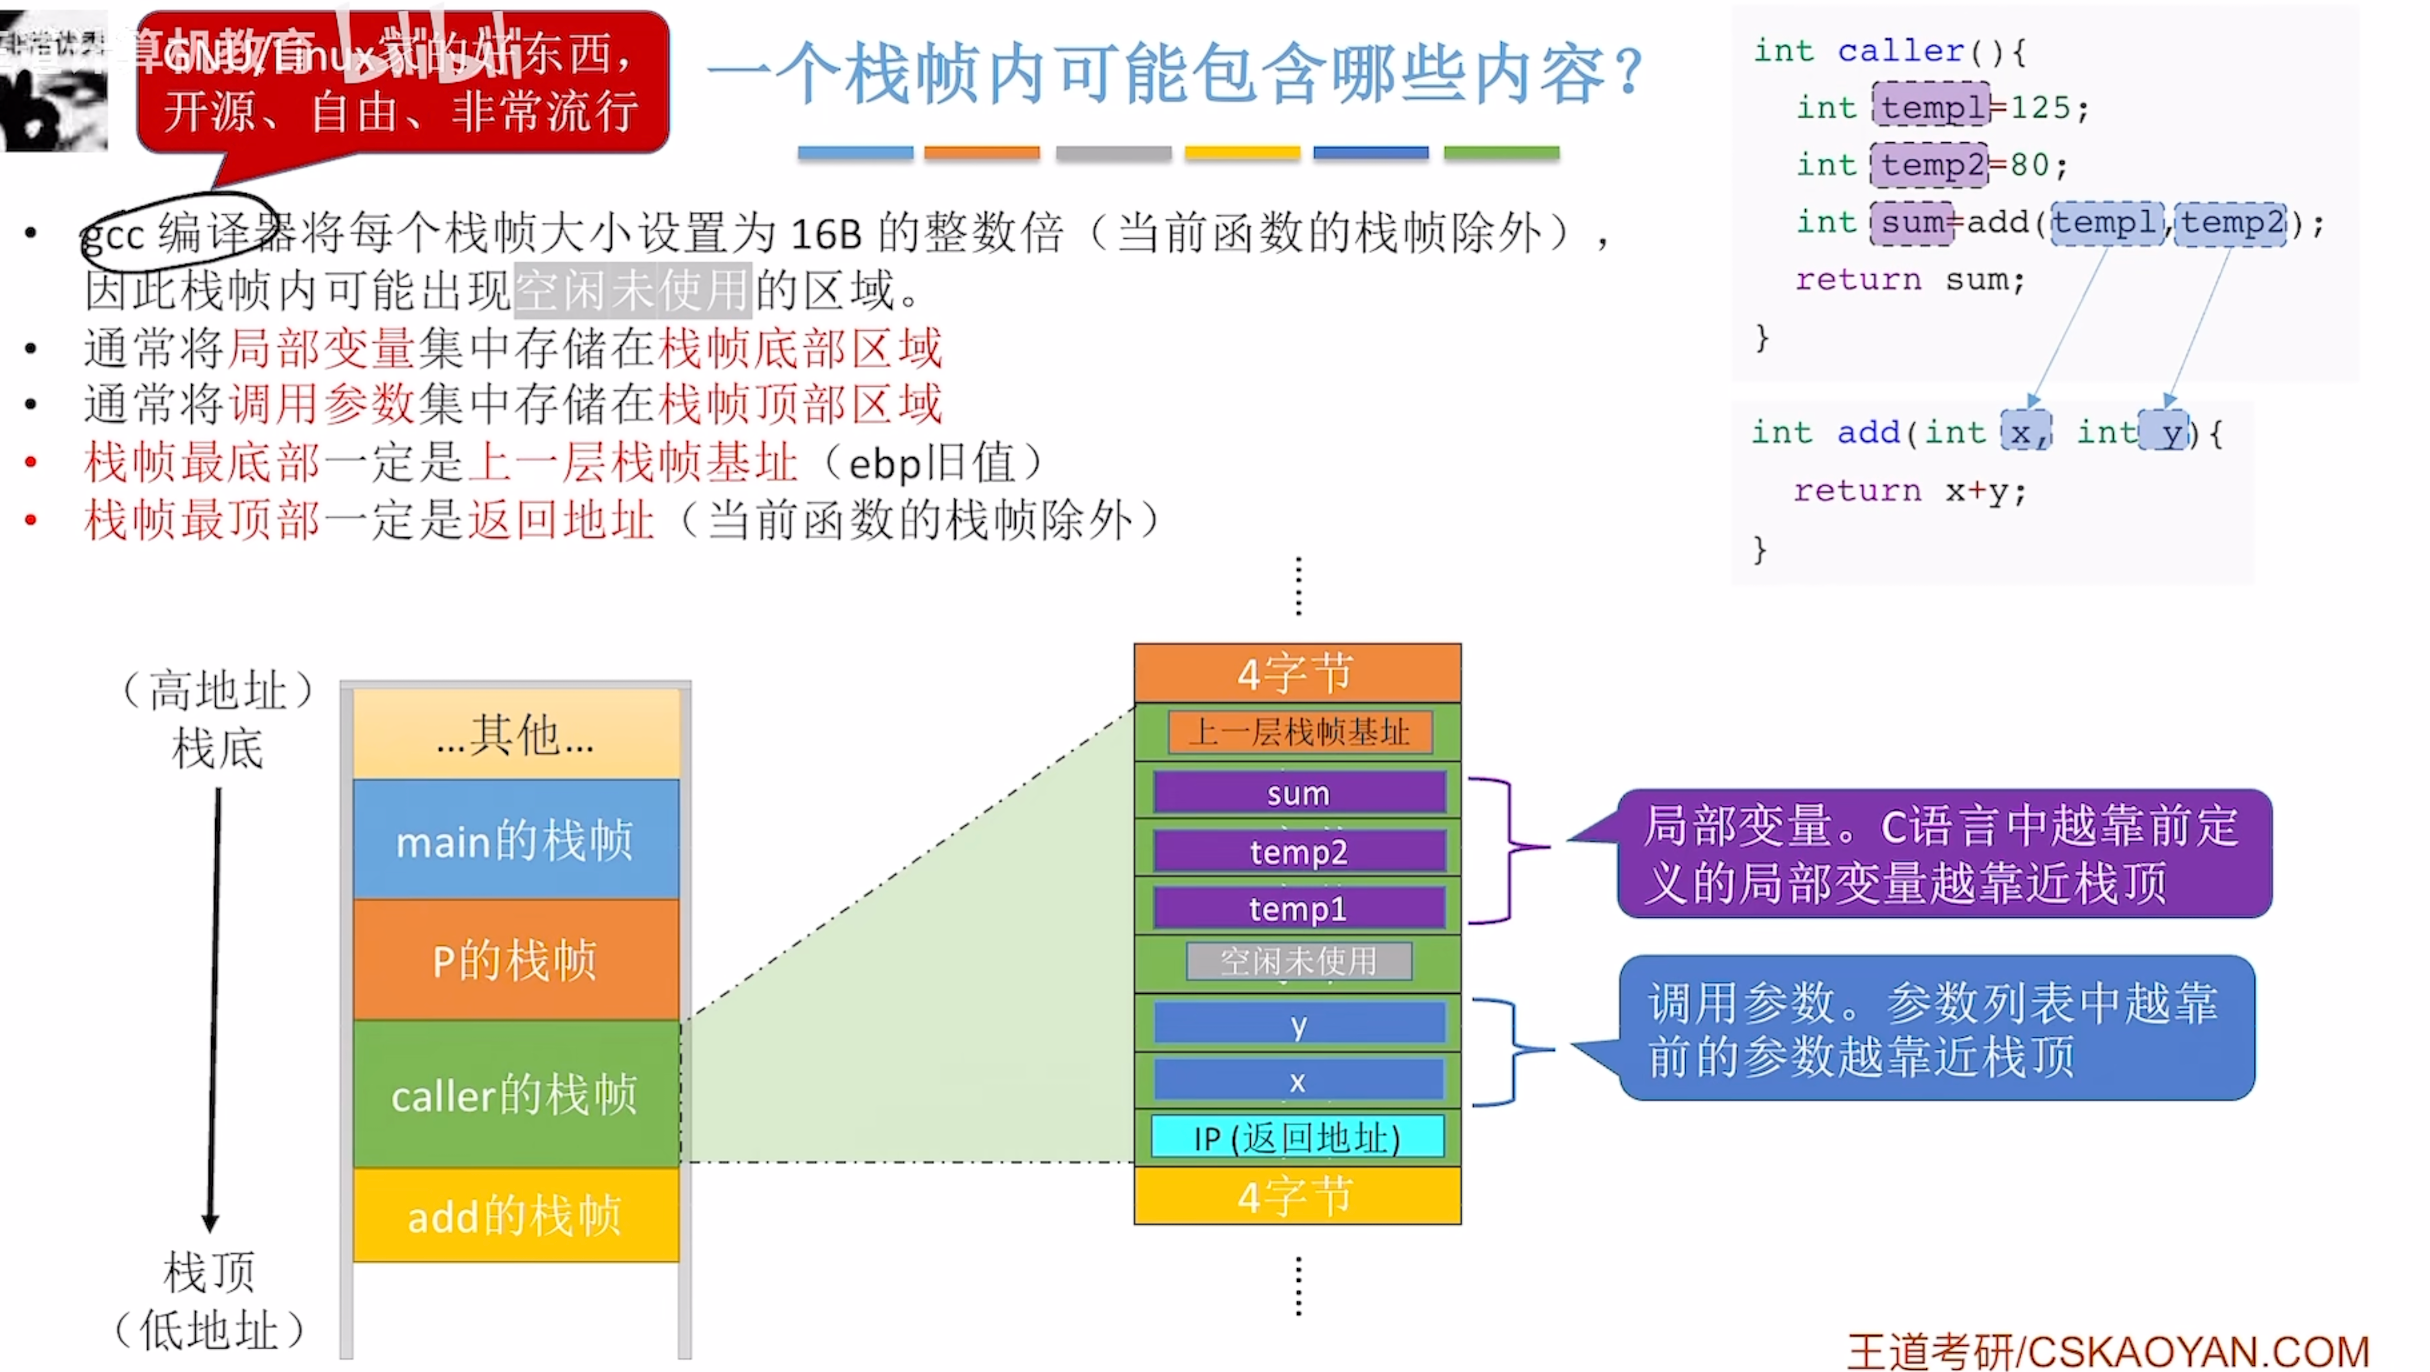 GNU/Linux家的好东西，
开源、自由、非常流行
一个栈帧内可能包含哪些内容？
• gcc 编译器将每个栈帧大小设置为 16B 的整数倍（当前函数的栈帧除外），
因此栈帧内可能出现空闲未使用的区域。
• 通常将局部变量集中存储在栈帧底部区域
• 通常将调用参数集中存储在栈帧顶部区域
• 栈帧最底部一定是上一层栈帧基址（ebp旧值）
• 栈帧最顶部一定是返回地址（当前函数的栈帧除外）
int caller(){
int temp1=125;
int temp2=80;
int sum=add(temp1,temp2);
return sum;
}
int add(int x, int y){
return x+y;
}
（高地址）
栈底
栈顶
（低地址）
...其他...
main的栈帧
P的栈帧
caller的栈帧
add的栈帧
4字节
上一层栈帧基址
sum
temp2
temp1
空闲未使用
y
x
IP (返回地址)
4字节
局部变量。C语言中越靠前定
义的局部变量越靠近栈顶
调用参数。参数列表中越靠
前的参数越靠近栈顶
王道考研/CSKAOYAN.COM